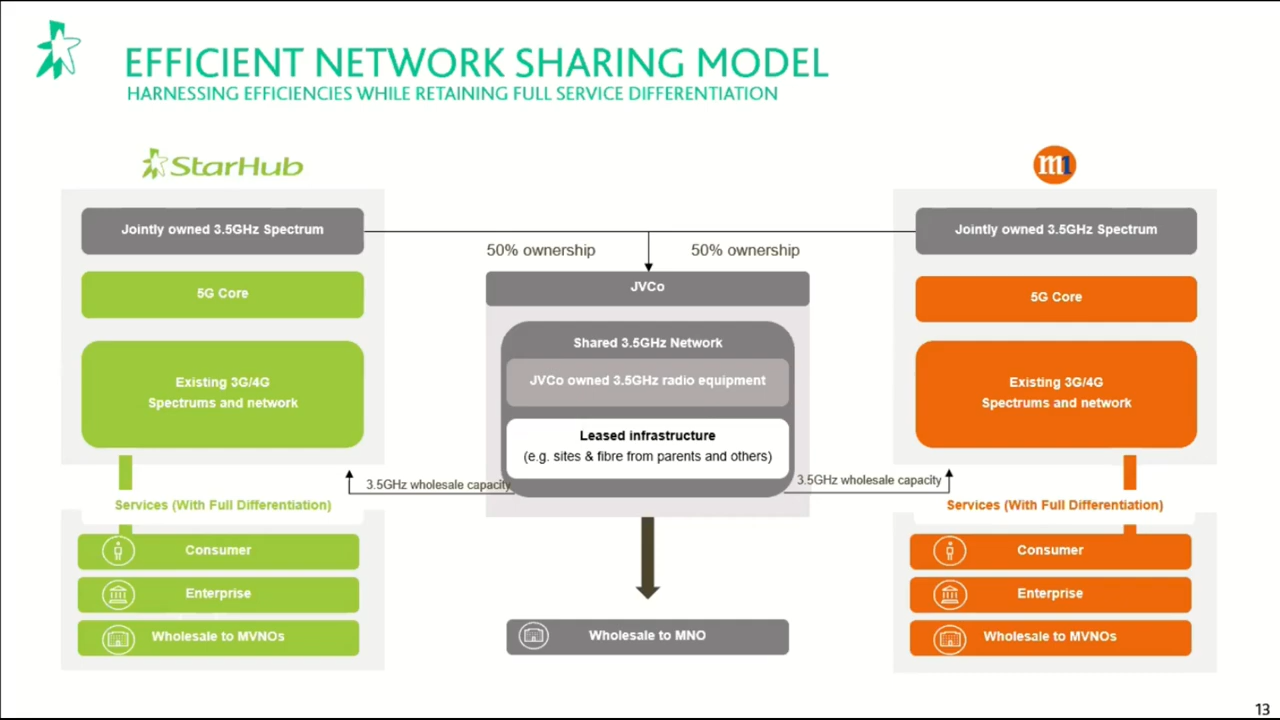 EFFICIENT NETWORK SHARING MODEL
HARNESSING EFFICIENCIES WHILE RETAINING FULL SERVICE DIFFERENTIATION
StarHub
Jointly owned 3.5GHz Spectrum
5G Core
Existing 3G/4G
Spectrums and network
Services (With Full Differentiation)
Consumer
Enterprise
Wholesale to MVNOs
50% ownership
50% ownership
JVCo
Shared 3.5GHz Network
JVCo owned 3.5GHz radio equipment
Leased infrastructure
(e.g. sites & fibre from parents and others)
3.5GHz wholesale capacity
3.5GHz wholesale capacity
Wholesale to MNO
m1
Jointly owned 3.5GHz Spectrum
5G Core
Existing 3G/4G
Spectrums and network
Services (With Full Differentiation)
Consumer
Enterprise
Wholesale to MVNOs
13